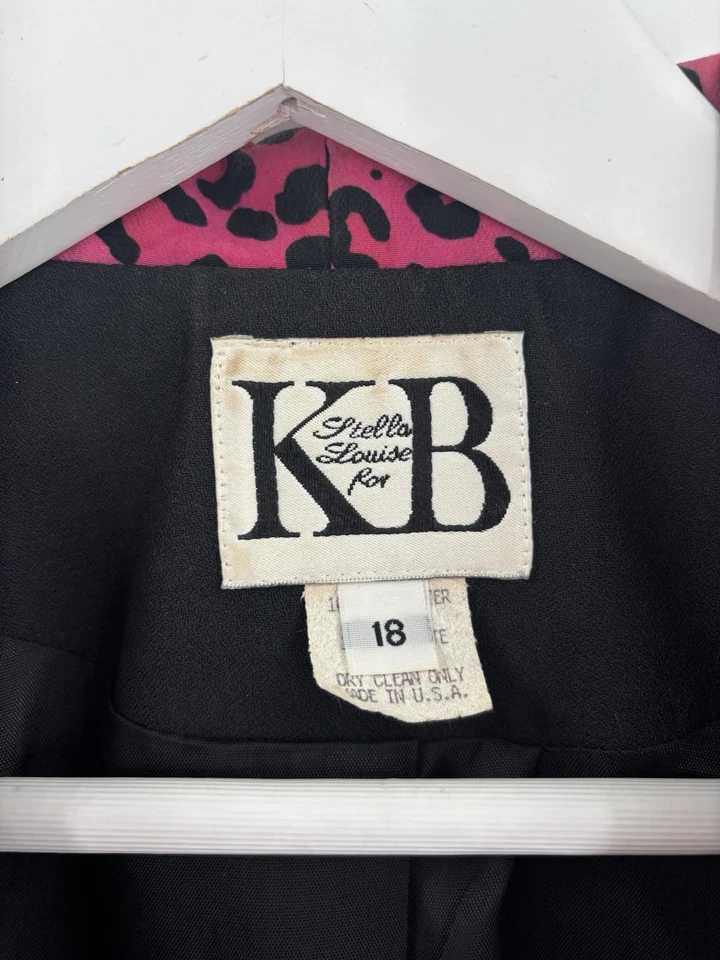 KB
Stella
Louise
for
18
DRY CLEAN ONLY
MADE IN U.S.A.